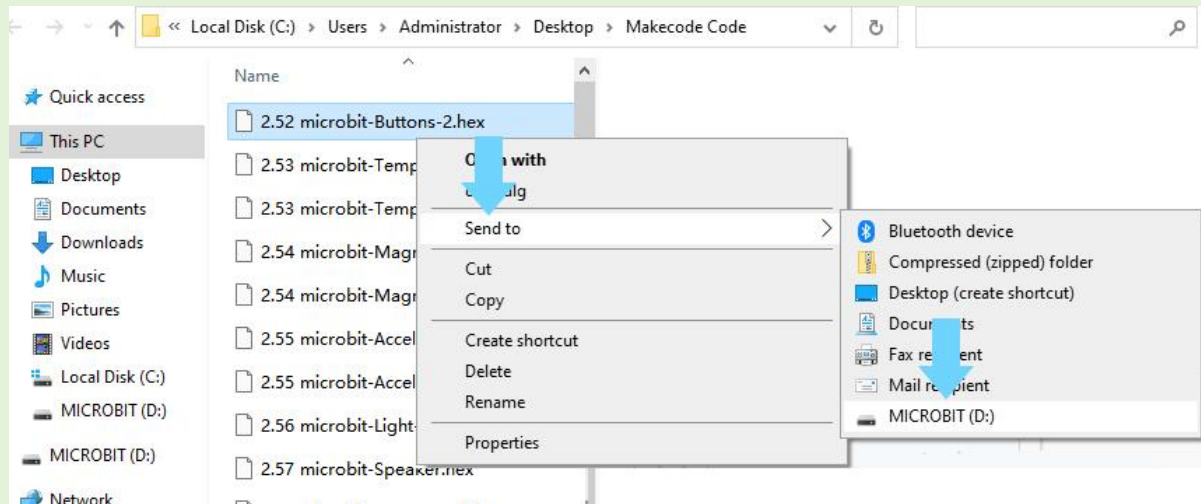 « Local Disk (C:) › Users › Administrator › Desktop › Makecode Code
Quick access
This PC
Desktop
Documents
Downloads
Music
Pictures
Videos
Local Disk (C:)
MICROBIT (D:)
MICROBIT (D:)
Network
Name
2.52 microbit-Buttons-2.hex
2.53 microbit-Temp
2.53 microbit-Temp
2.54 microbit-Magn
2.54 microbit-Magn
2.55 microbit-Accel
2.55 microbit-Accel
2.56 microbit-Light-
2.57 microbit-Speaker.hex
with
Send to
Cut
Copy
Create shortcut
Delete
Rename
Properties
Bluetooth device
Compressed (zipped) folder
Desktop (create shortcut)
Fax
Mail
MICROBIT (D:)